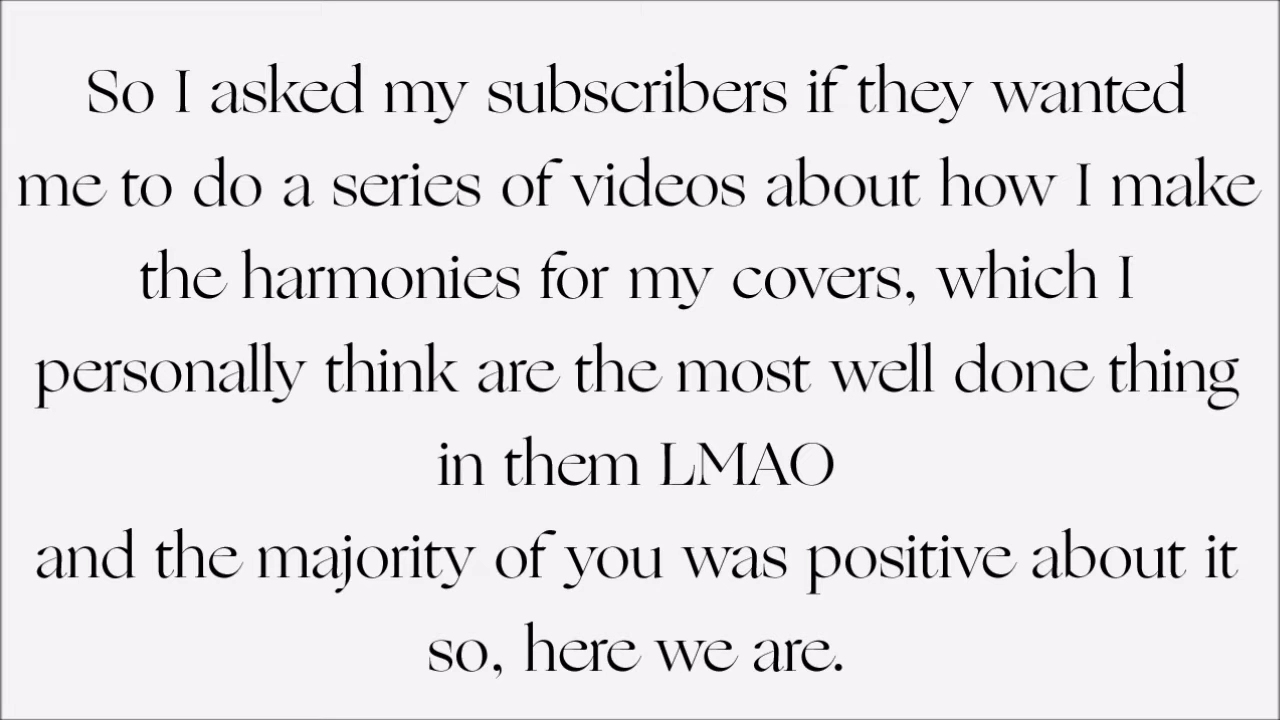 So I asked my subscribers if they wanted
me to do a series of videos about how I make
the harmonies for my covers, which I
personally think are the most well done thing
in them LMAO
and the majority of you was positive about it
so, here we are.